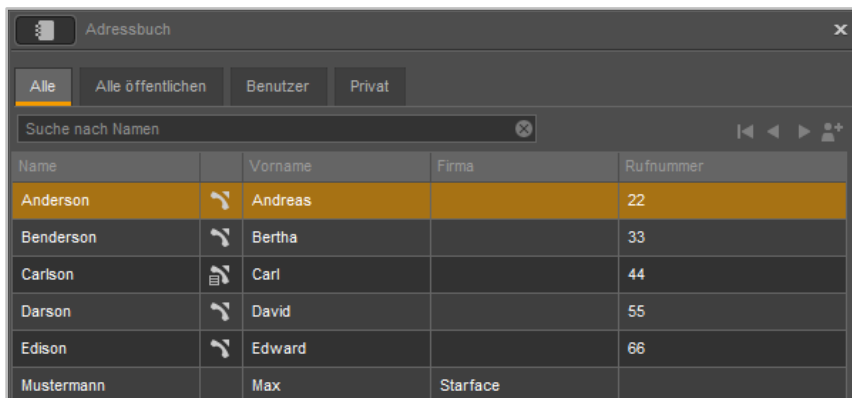 Adressbuch
Alle Alle öffentlichen Benutzer Privat
Suche nach Namen
Name Vorname Firma Rufnummer
Anderson Andreas 22
Benderson Bertha 33
Carlson Carl 44
Darson David 55
Edison Edward 66
Mustermann Max Starface